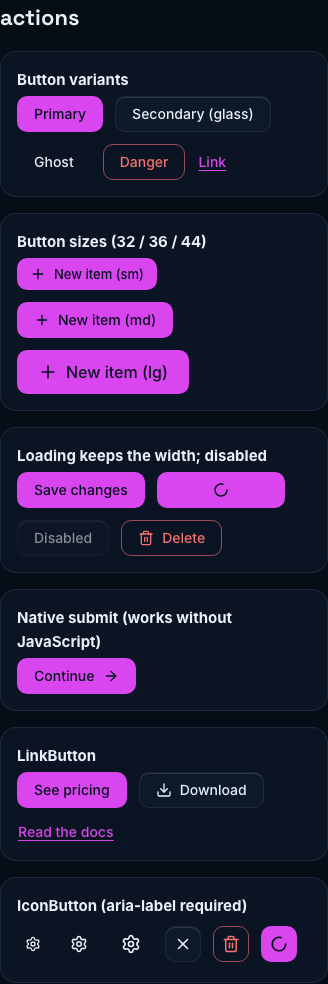 actions
Button variants
Primary
Secondary (glass)
Ghost
Danger
Link
Button sizes (32 / 36 / 44)
New item (sm)
New item (md)
New item (lg)
Loading keeps the width; disabled
Save changes
Disabled
Delete
Native submit (works without
JavaScript)
Continue
LinkButton
See pricing
Download
Read the docs
IconButton (aria-label required)